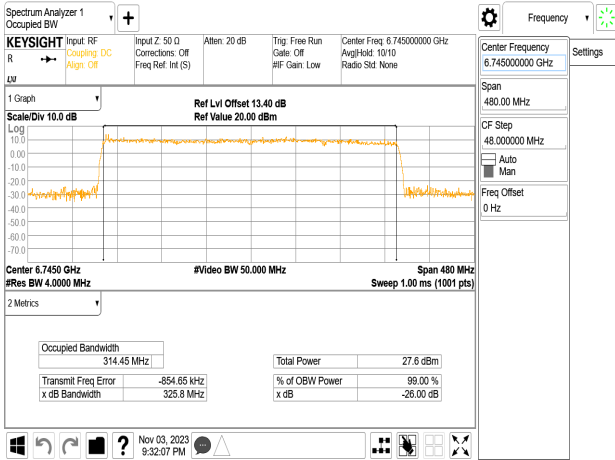 Spectrum Analyzer 1
Occupied BW
Frequency
KEYSIGHT
R
LXI
Input: RF
Coupling: DC
Align: Off
Input Z: 50 Ω
Corrections: Off
Freq Ref: Int (S)
Atten: 20 dB
Trig: Free Run
Gate: Off
#IF Gain: Low
Center Freq: 6.745000000 GHz
Avg|Hold: 10/10
Radio Std: None
Center Frequency
6.745000000 GHz
Settings
Span
480.00 MHz
CF Step
48.000000 MHz
Auto
Man
Freq Offset
0 Hz
1 Graph
Scale/Div 10.0 dB
Ref Lvl Offset 13.40 dB
Ref Value 20.00 dBm
Log
10.0
0.00
-10.0
-20.0
-30.0
-40.0
-50.0
-60.0
-70.0
Center 6.7450 GHz
#Video BW 50.000 MHz
Span 480 MHz
#Res BW 4.0000 MHz
Sweep 1.00 ms (1001 pts)
2 Metrics
Occupied Bandwidth
314.45 MHz
Total Power 27.6 dBm
Transmit Freq Error -854.65 kHz
% of OBW Power 99.00 %
x dB Bandwidth 325.8 MHz
x dB -26.00 dB
?
Nov 03, 2023
9:32:07 PM